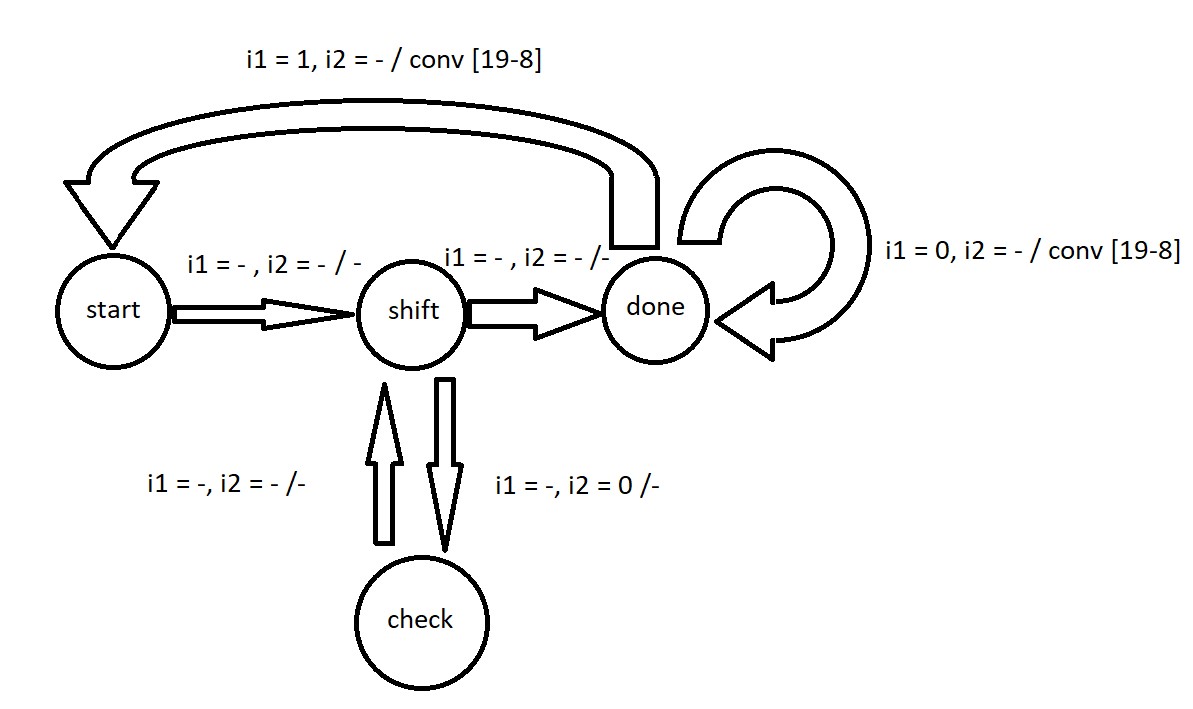 i1 = 1, i2 = - / conv [19-8]
i1 = - , i2 = - / -
i1 = - , i2 = - /-
i1 = 0, i2 = - / conv [19-8]
start
shift
done
i1 = -, i2 = - /-
i1 = -, i2 = 0 /-
check